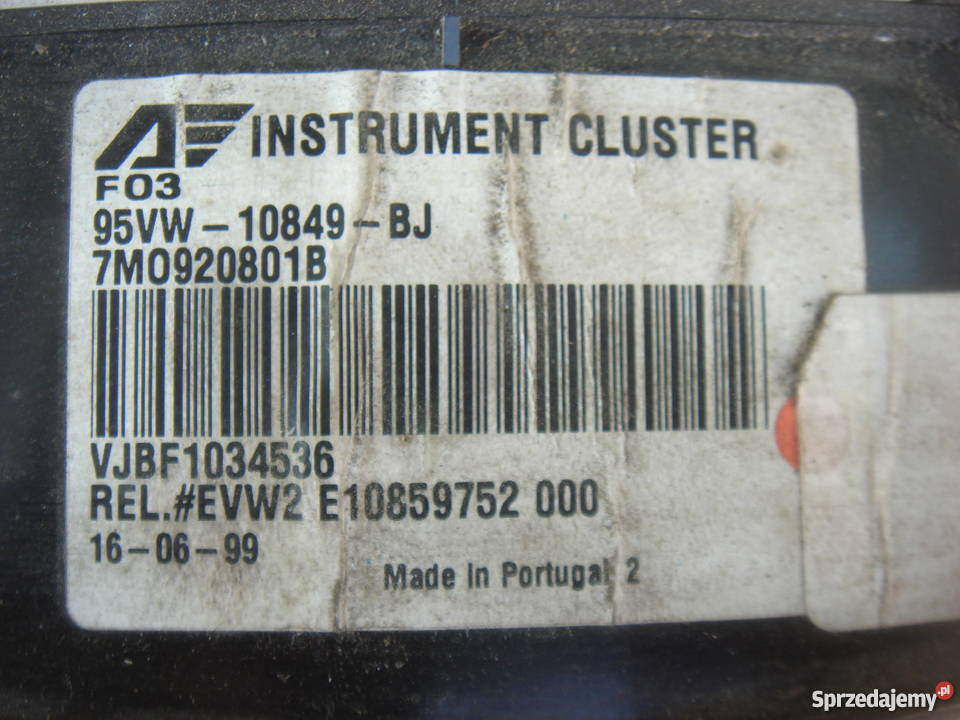 AF INSTRUMENT CLUSTER
F03
95VW-10849-BJ
7M0920801B
VJBF1034536
REL.#EVW2 E10859752 000
16-06-99
Made in Portugal 2
Sprzedajemy.pl